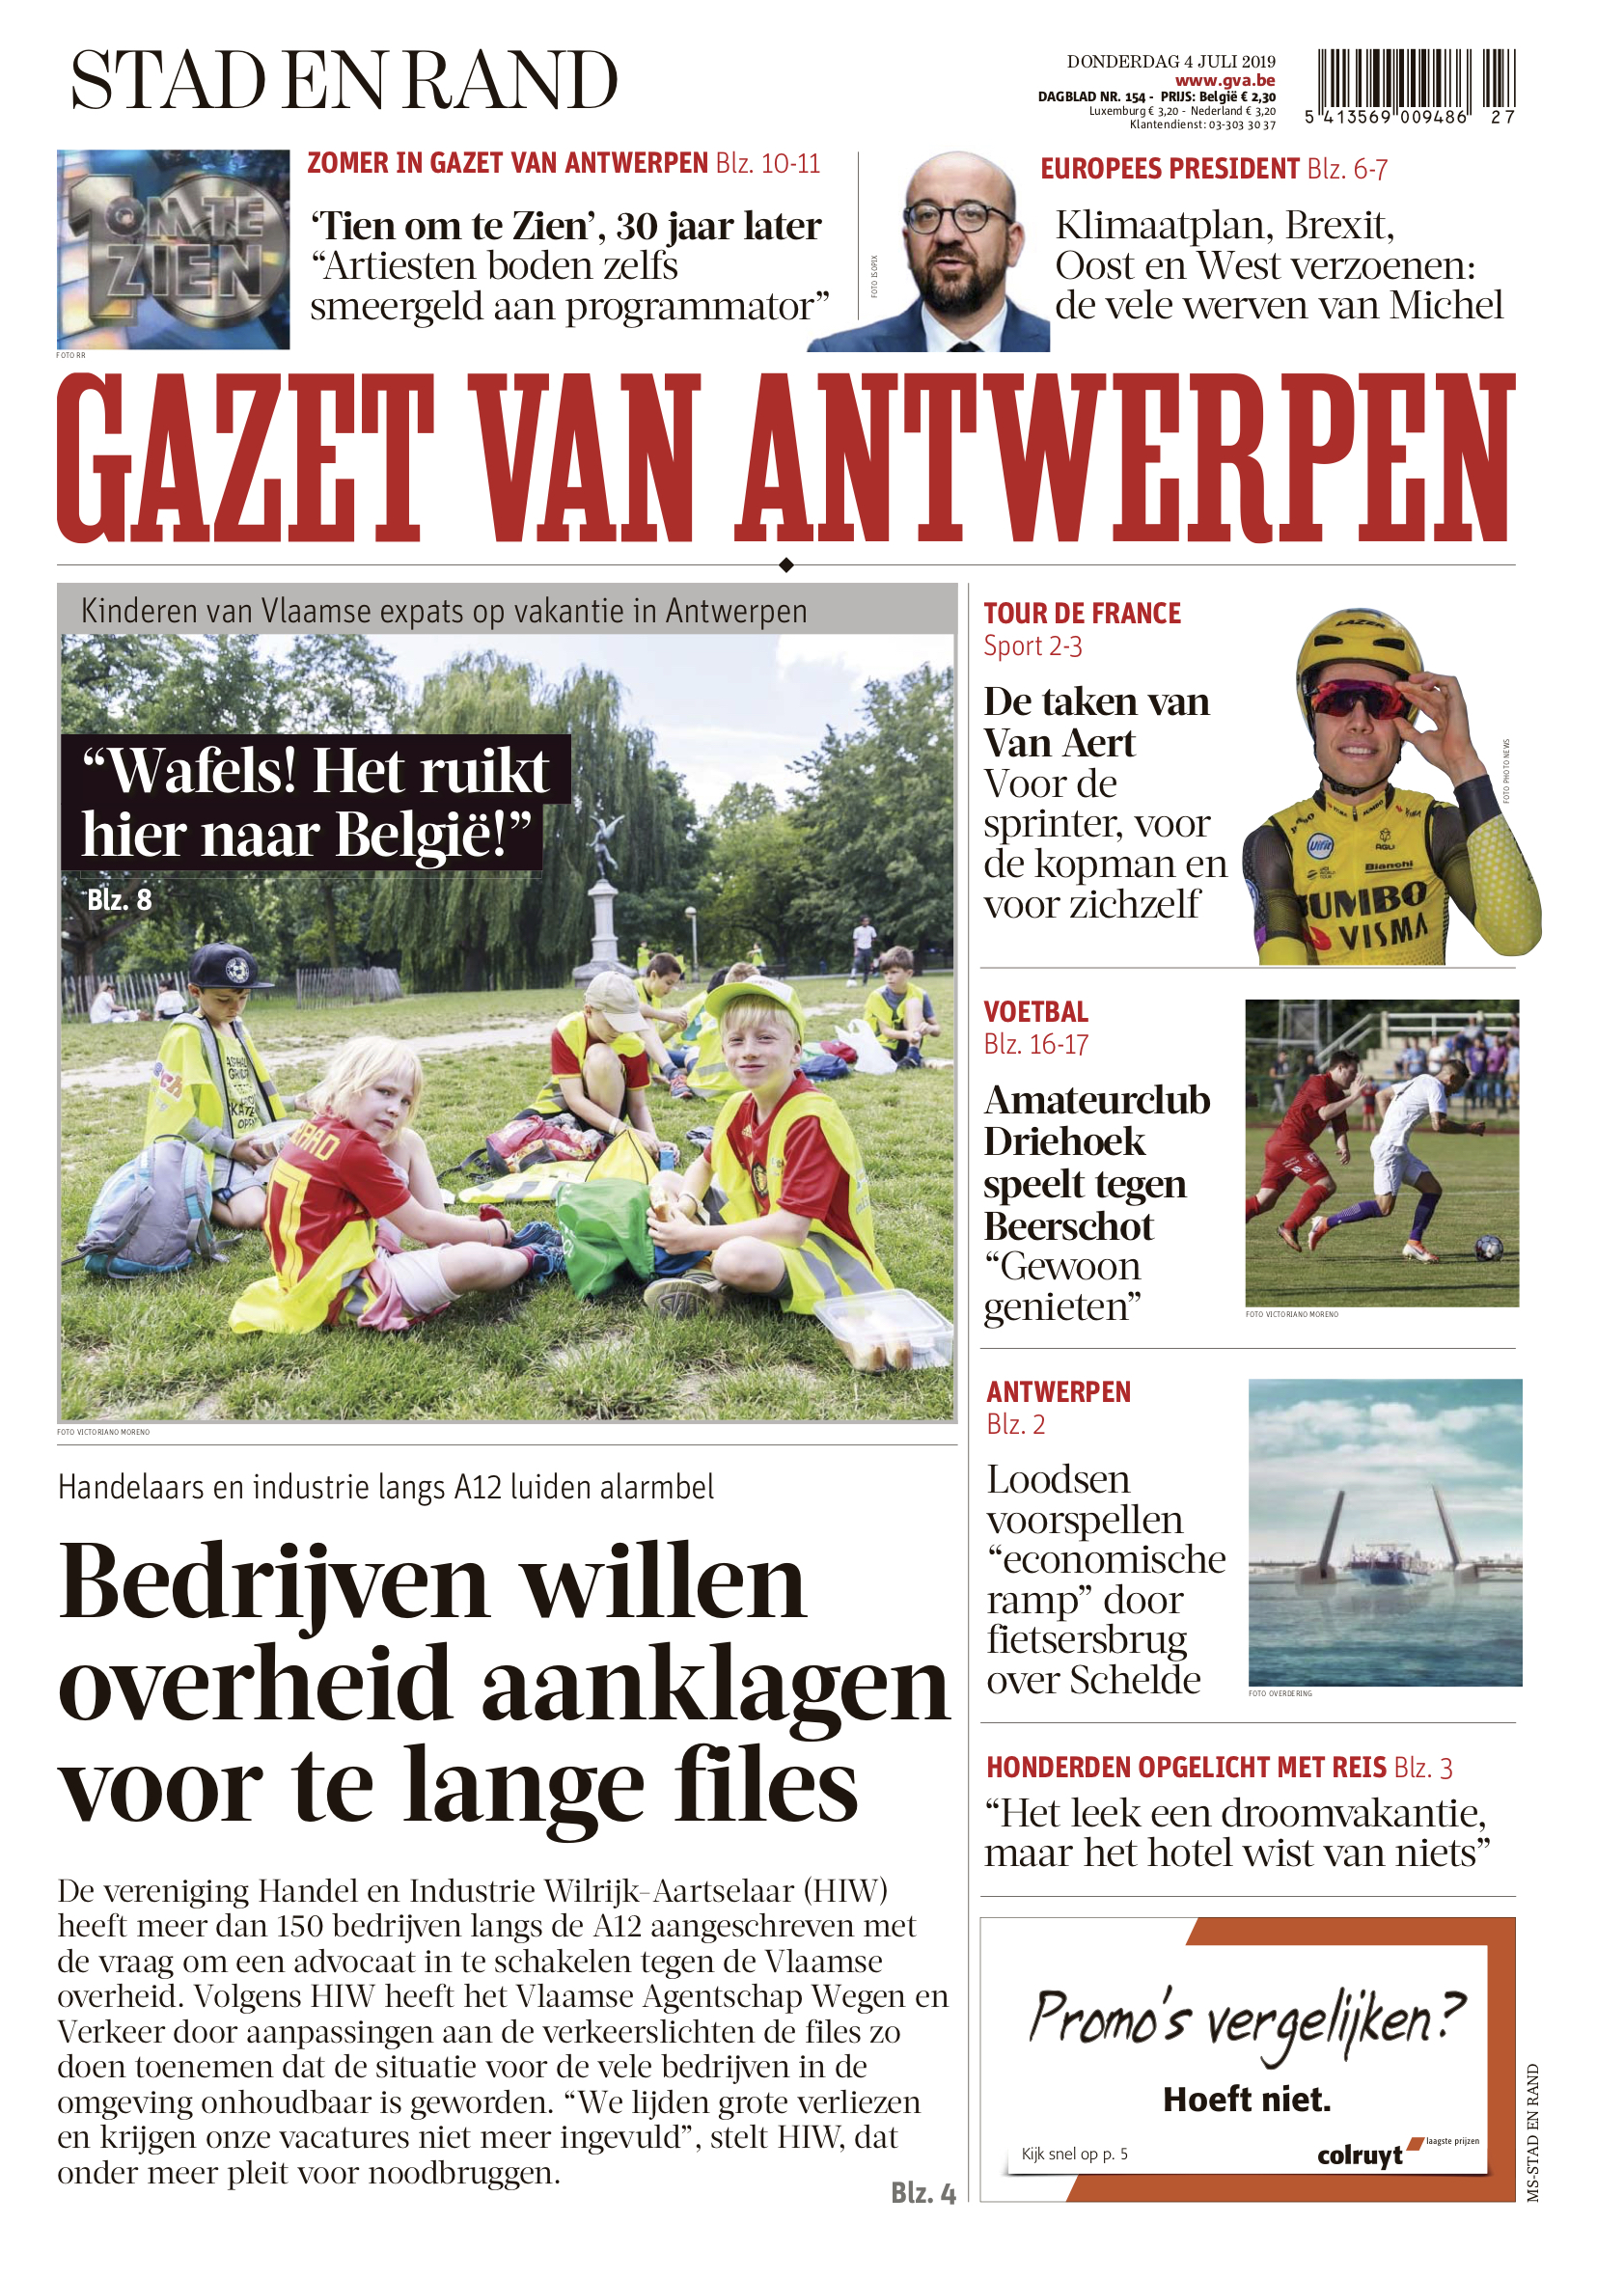 STAD EN RAND
DONDERDAG 4 JULI 2019
www.gva.be
DAGBLAD NR. 154 - PRIJS: België € 2,30
Luxemburg € 3,20 - Nederland € 3,20
Klantendienst: 03-303 30 37
5 413569 009486 27
10 OM TE
ZIEN
FOTO RR
ZOMER IN GAZET VAN ANTWERPEN Blz. 10-11
‘Tien om te Zien’, 30 jaar later
“Artiesten boden zelfs
smeergeld aan programmator”
FOTO ISOPIX
EUROPEES PRESIDENT Blz. 6-7
Klimaatplan, Brexit,
Oost en West verzoenen:
de vele werven van Michel
GAZET VAN ANTWERPEN
Kinderen van Vlaamse expats op vakantie in Antwerpen
“Wafels! Het ruikt
hier naar België!”
Blz. 8
FOTO VICTORIANO MORENO
Handelaars en industrie langs A12 luiden alarmbel
Bedrijven willen
overheid aanklagen
voor te lange files
De vereniging Handel en Industrie Wilrijk-Aartselaar (HIW)
heeft meer dan 150 bedrijven langs de A12 aangeschreven met
de vraag om een advocaat in te schakelen tegen de Vlaamse
overheid. Volgens HIW heeft het Vlaamse Agentschap Wegen en
Verkeer door aanpassingen aan de verkeerslichten de files zo
doen toenemen dat de situatie voor de vele bedrijven in de
omgeving onhoudbaar is geworden. “We lijden grote verliezen
en krijgen onze vacatures niet meer ingevuld”, stelt HIW, dat
onder meer pleit voor noodbruggen.
Blz. 4
TOUR DE FRANCE
Sport 2-3
De taken van
Van Aert
Voor de
sprinter, voor
de kopman en
voor zichzelf
LAZER
Vifit
AGU
Bianchi
JUMBO
VISMA
FOTO PHOTO NEWS
VOETBAL
Blz. 16-17
Amateurclub
Driehoek
speelt tegen
Beerschot
“Gewoon
genieten”
FOTO VICTORIANO MORENO
ANTWERPEN
Blz. 2
Loodsen
voorspellen
“economische
ramp” door
fietsersbrug
over Schelde
FOTO OVERDERING
HONDERDEN OPGELICHT MET REIS Blz. 3
“Het leek een droomvakantie,
maar het hotel wist van niets”
Promo's vergelijken?
Hoeft niet.
Kijk snel op p. 5
colruyt laagste prijzen
MS-STAD EN RAND